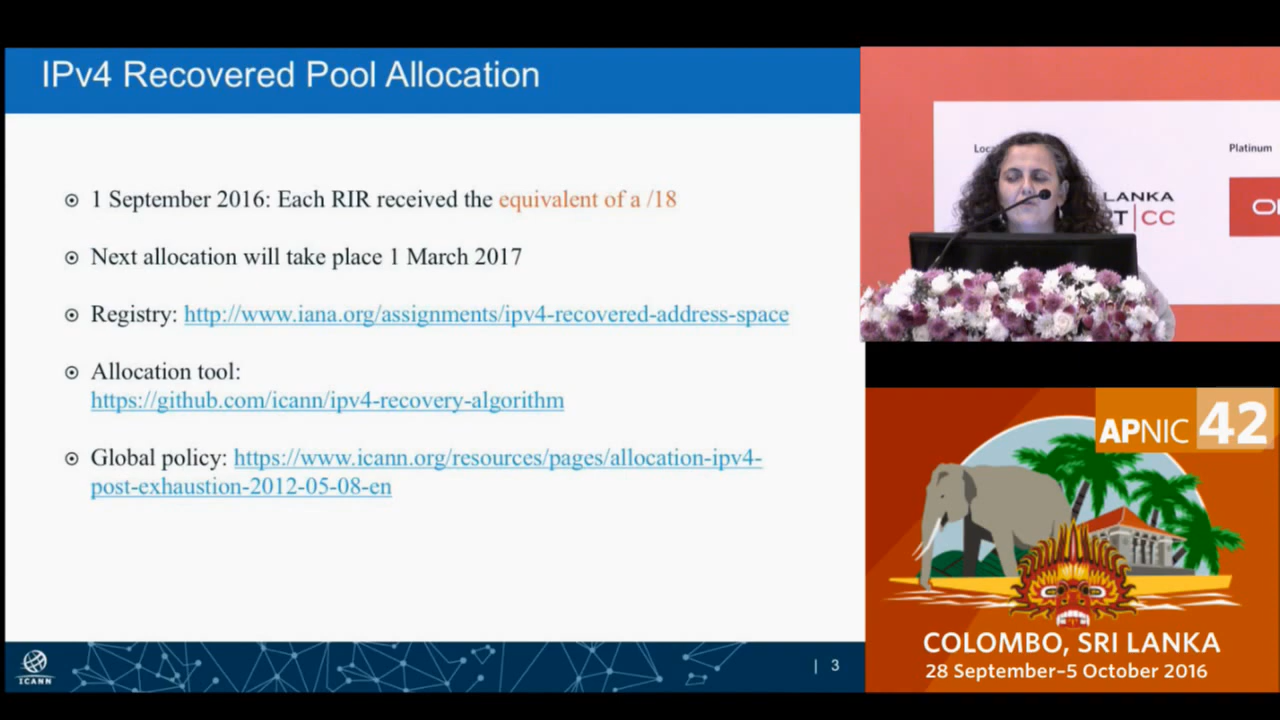 IPv4 Recovered Pool Allocation
1 September 2016: Each RIR received the equivalent of a /18
Next allocation will take place 1 March 2017
Registry: http://www.iana.org/assignments/ipv4-recovered-address-space
Allocation tool:
https://github.com/icann/ipv4-recovery-algorithm
Global policy: https://www.icann.org/resources/pages/allocation-ipv4-
post-exhaustion-2012-05-08-en
ICANN
| 3
Platinum
LANKA
CC
APNIC 42
COLOMBO, SRI LANKA
28 September–5 October 2016